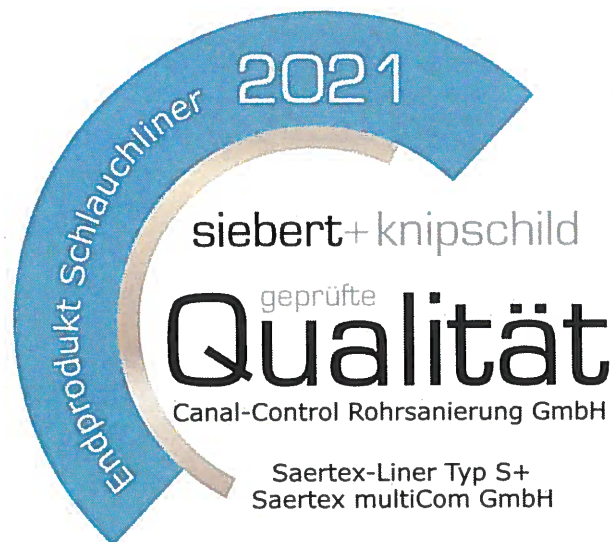 2021
Endprodukt Schlauchliner
siebert+knipschild
geprüfte
Qualität
Canal-Control Rohrsanierung GmbH
Saertex-Liner Typ S+
Saertex multiCom GmbH